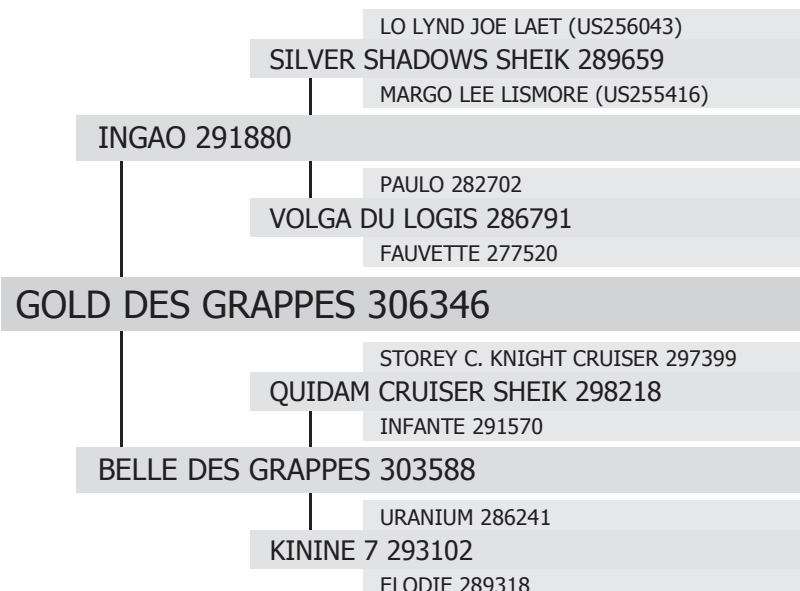 LO LYND JOE LAET (US256043)
SILVER SHADOWS SHEIK 289659
MARGO LEE LISMORE (US255416)
INGAO 291880
PAULO 282702
VOLGA DU LOGIS 286791
FAUVETTE 277520
GOLD DES GRAPPES 306346
STOREY C. KNIGHT CRUISER 297399
QUIDAM CRUISER SHEIK 298218
INFANTE 291570
BELLE DES GRAPPES 303588
URANIUM 286241
KININE 7 293102
ELODIE 289318